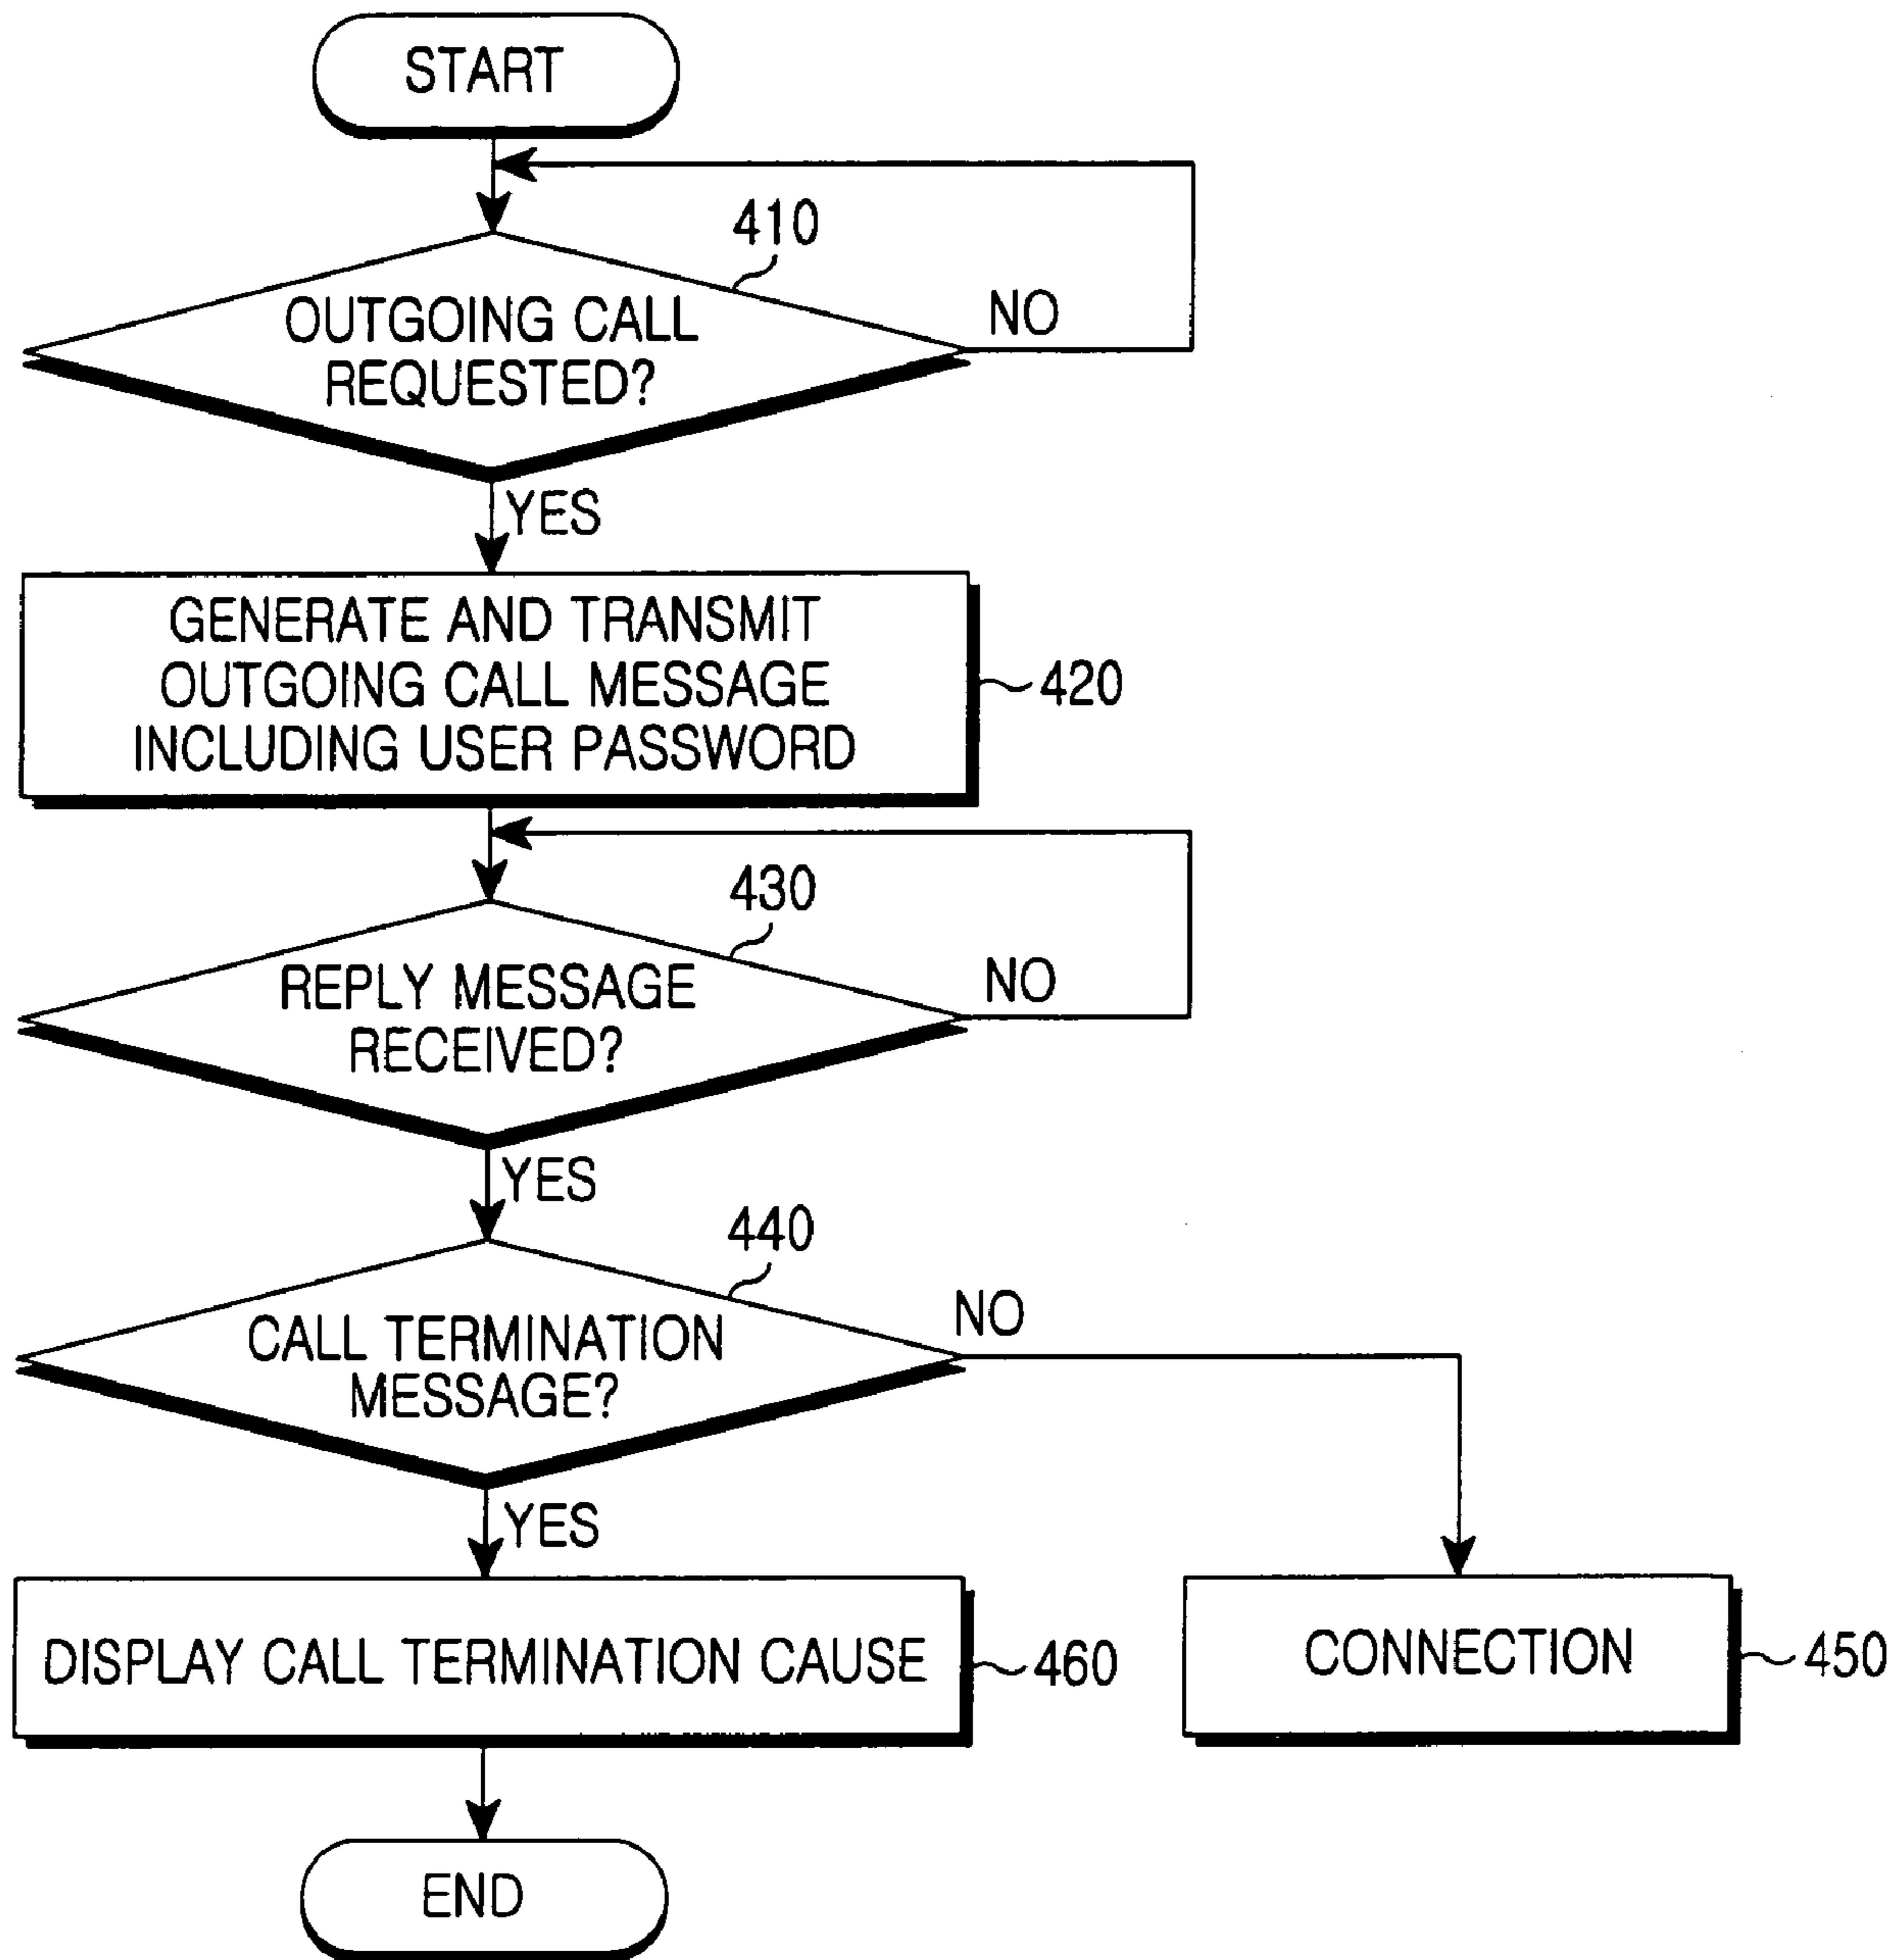 START
410
OUTGOING CALL
REQUESTED?
NO
YES
GENERATE AND TRANSMIT
OUTGOING CALL MESSAGE
INCLUDING USER PASSWORD
420
430
REPLY MESSAGE
RECEIVED?
NO
YES
440
CALL TERMINATION
MESSAGE?
NO
YES
DISPLAY CALL TERMINATION CAUSE
460
CONNECTION
450
END